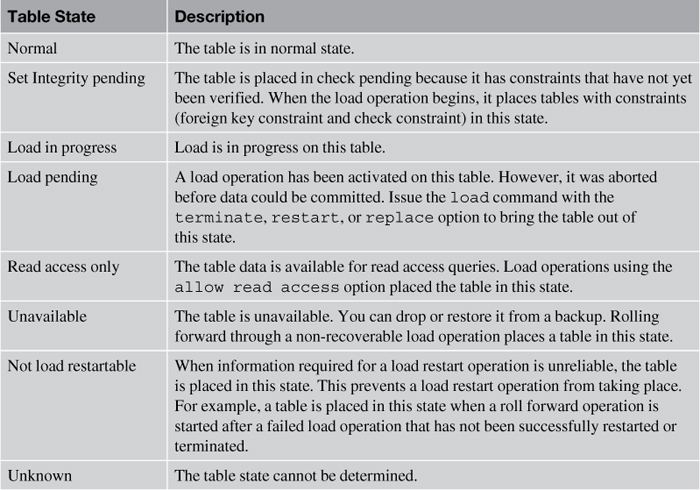 Table State Description
Normal The table is in normal state.
Set Integrity pending The table is placed in check pending because it has constraints that have not yet
been verified. When the load operation begins, it places tables with constraints
(foreign key constraint and check constraint) in this state.
Load in progress Load is in progress on this table.
Load pending A load operation has been activated on this table. However, it was aborted
before data could be committed. Issue the load command with the
terminate, restart, or replace option to bring the table out of
this state.
Read access only The table data is available for read access queries. Load operations using the
allow read access option placed the table in this state.
Unavailable The table is unavailable. You can drop or restore it from a backup. Rolling
forward through a non-recoverable load operation places a table in this state.
Not load restartable When information required for a load restart operation is unreliable, the table
is placed in this state. This prevents a load restart operation from taking place.
For example, a table is placed in this state when a roll forward operation is
started after a failed load operation that has not been successfully restarted or
terminated.
Unknown The table state cannot be determined.